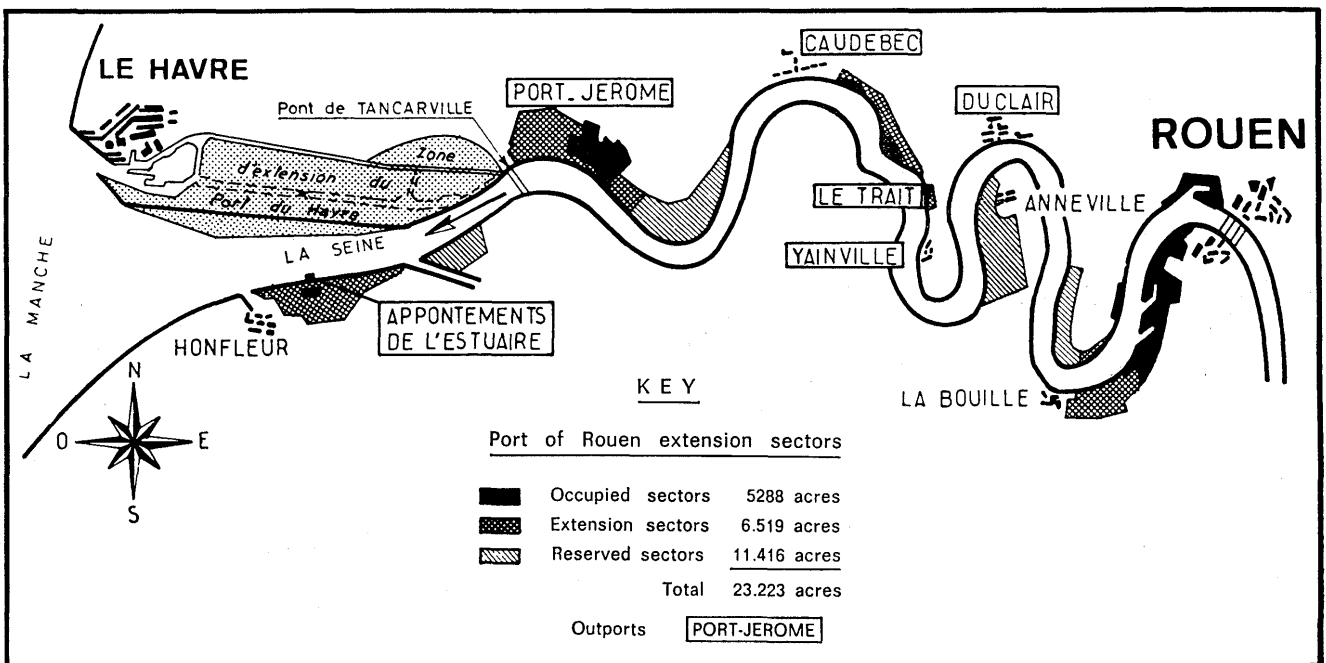 LE HAVRE
Pont de TANCARVILLE
PORT_JEROME
CAUDEBEC
DUCLAIR
ROUEN
Zone
d'extension du
Port du Havre
LE TRAIT
ANNEVILLE
YAINVILLE
LA SEINE
LA MANCHE
APPONTEMENTS
DE L'ESTUAIRE
HONFLEUR
LA BOUILLE
N
O
E
S
KEY
Port of Rouen extension sectors
Occupied sectors 5288 acres
Extension sectors 6.519 acres
Reserved sectors 11.416 acres
Total 23.223 acres
Outports PORT-JEROME